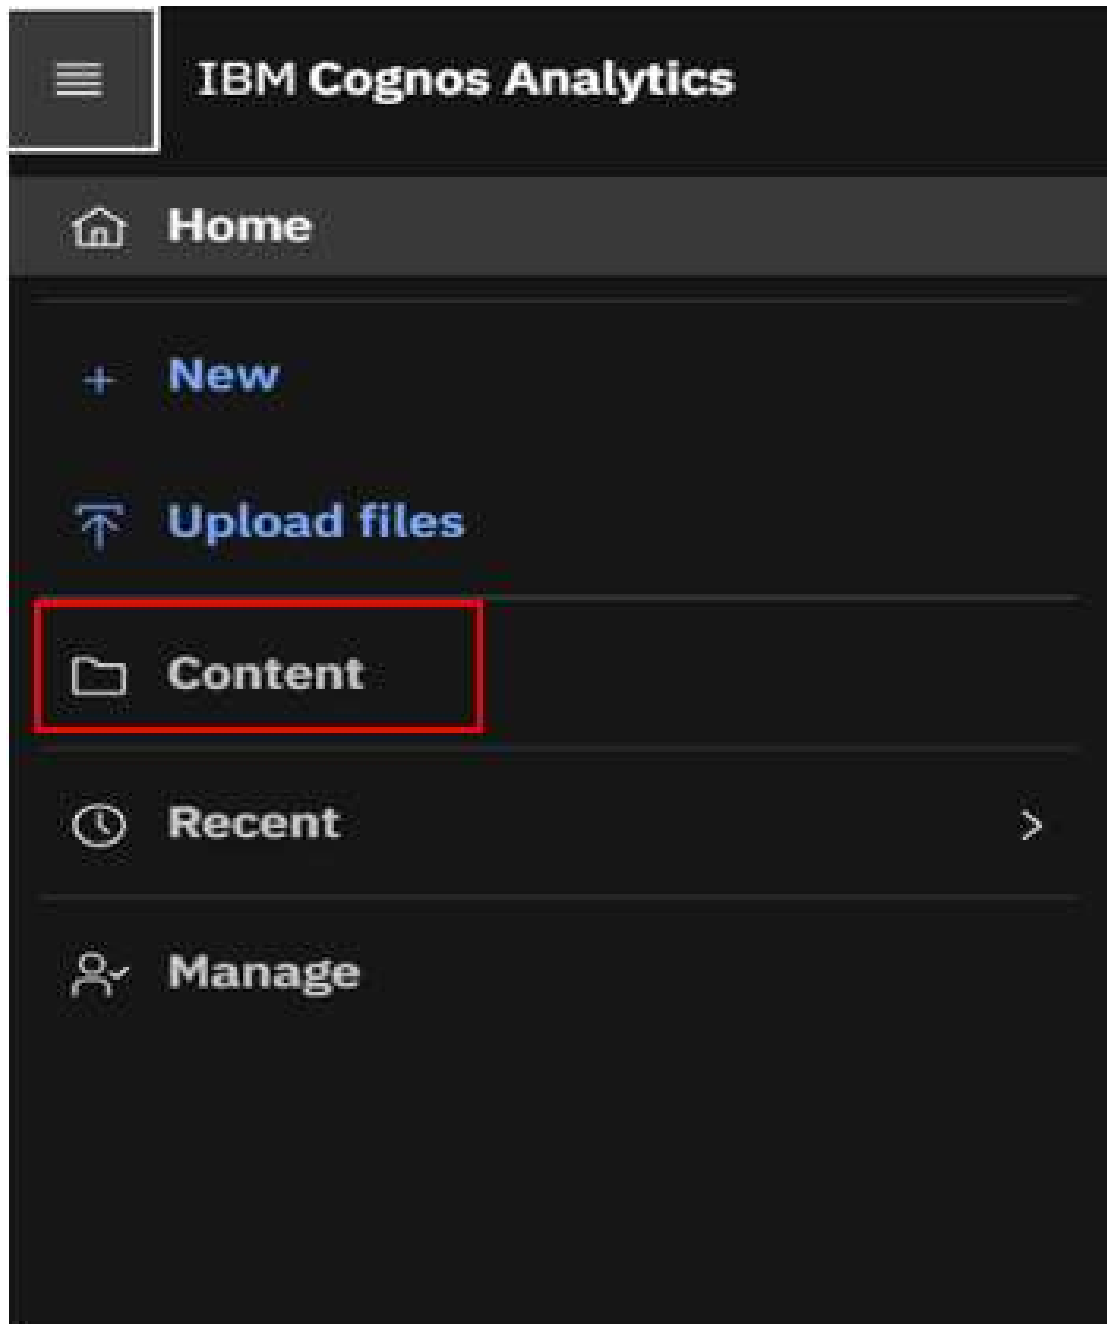 IBM Cognos Analytics
Home
New
Upload files
Content
Recent
Manage